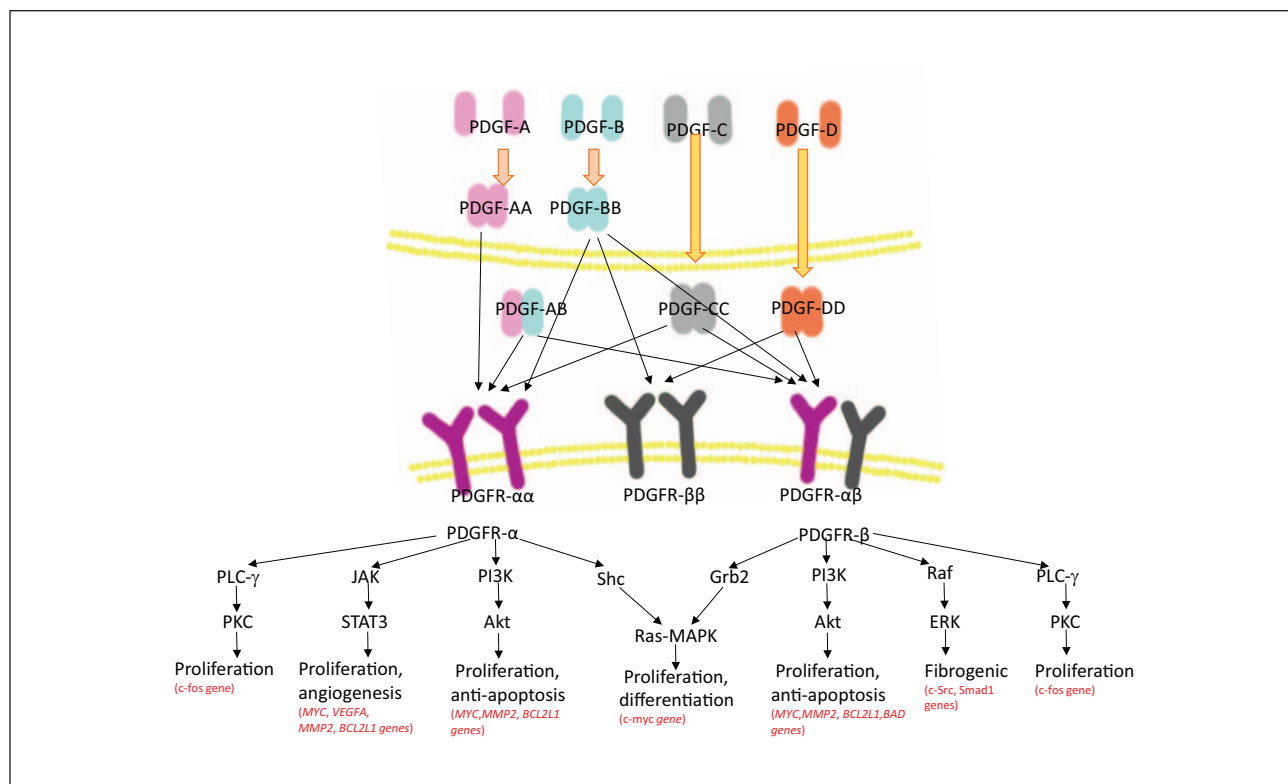 PDGF-A
PDGF-B
PDGF-C
PDGF-D
PDGF-AA
PDGF-BB
PDGF-AB
PDGF-CC
PDGF-DD
PDGFR-αα
PDGFR-ββ
PDGFR-αβ
PDGFR-α
PDGFR-β
PLC-γ
JAK
PI3K
Shc
Grb2
PI3K
Raf
PLC-γ
PKC
STAT3
Akt
Ras-MAPK
Akt
ERK
PKC
Proliferation
(c-fos gene)
Proliferation,
angiogenesis
(MYC, VEGFA,
MMP2, BCL2L1 genes)
Proliferation,
anti-apoptosis
(MYC,MMP2, BCL2L1
genes)
Proliferation,
differentiation
(c-myc gene)
Proliferation,
anti-apoptosis
(MYC,MMP2, BCL2L1,BAD
genes)
Fibrogenic
(c-Src, Smad1
genes)
Proliferation
(c-fos gene)